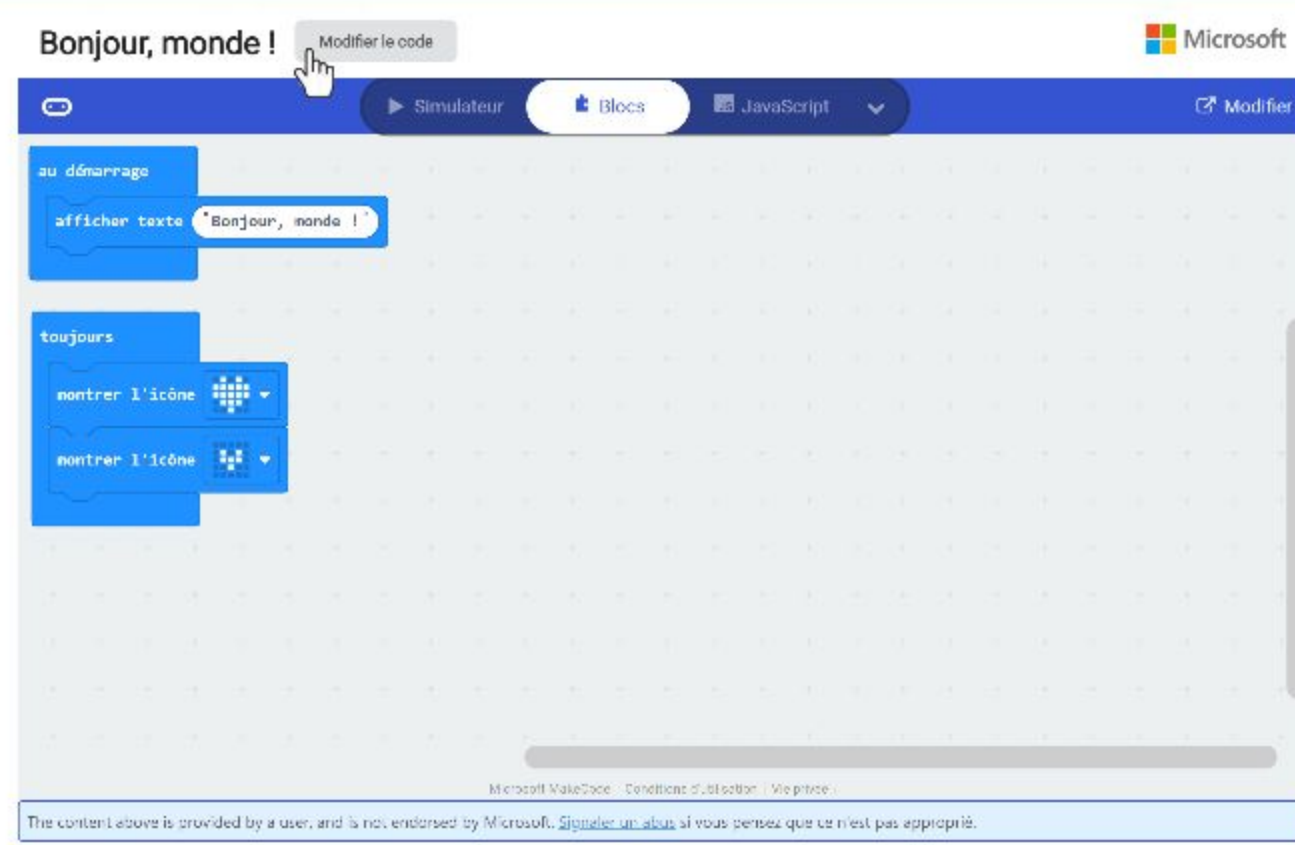 Bonjour, monde !
Modifier le code
Microsoft
Simulateur
Blocs
JavaScript
Modifier
au démarrage
afficher texte "Bonjour, monde !"
toujours
montrer l'icône
montrer l'icône
Microsoft MakeCode Conditions d'utilisation | Vie privée
The content above is provided by a user, and is not endorsed by Microsoft. Signaler un abus si vous pensez que ce n'est pas approprié.